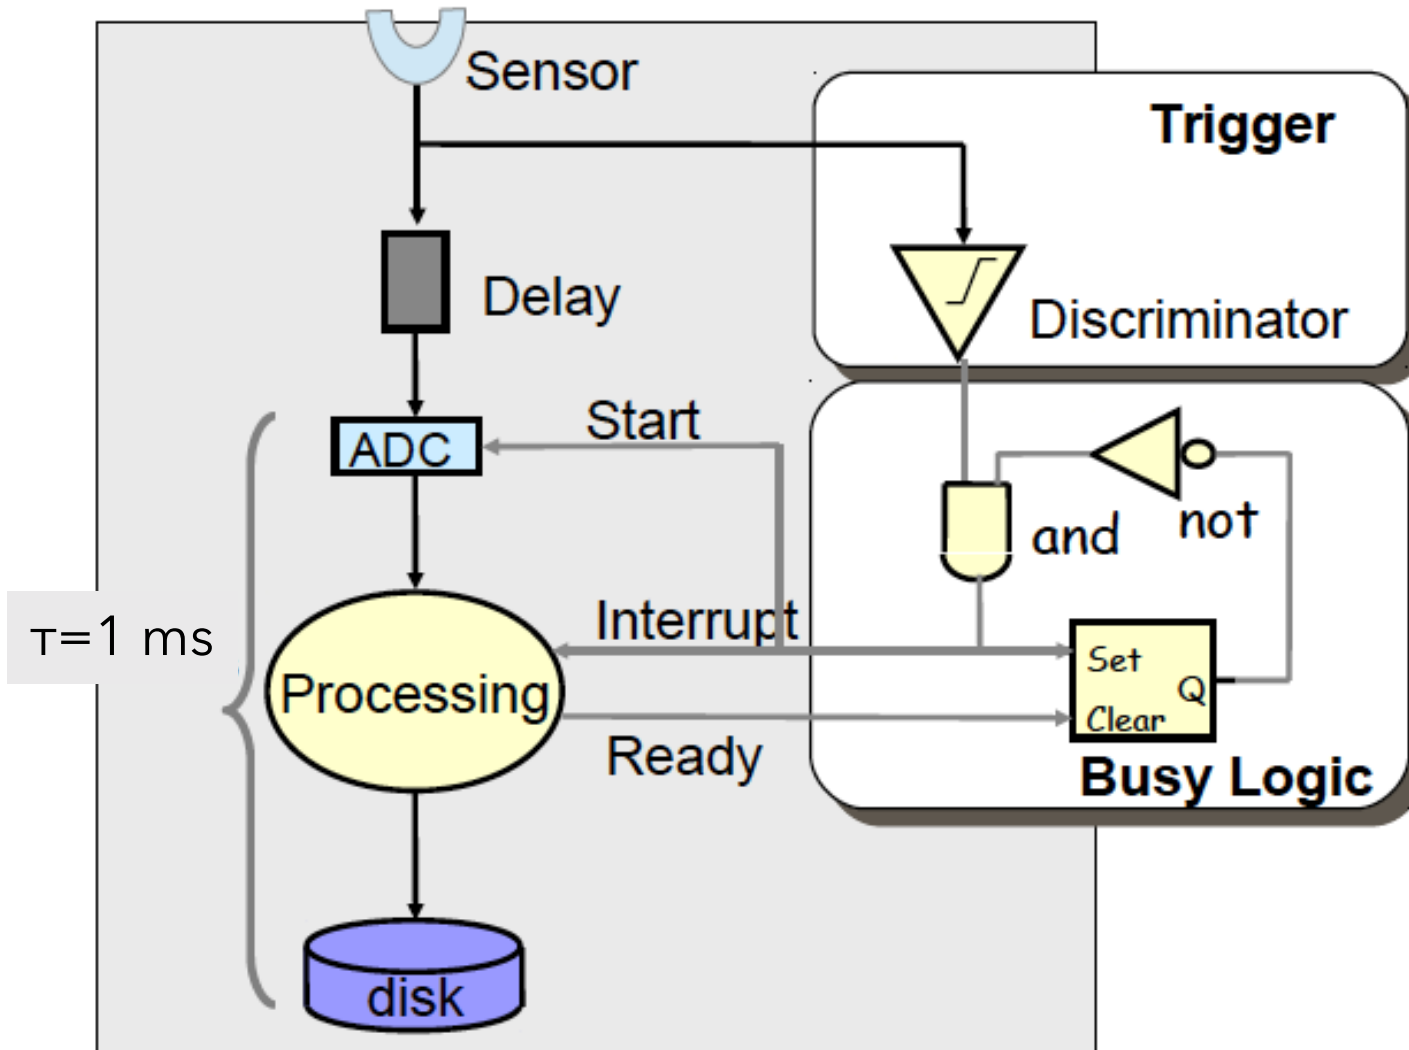 Sensor
Trigger
Delay
Discriminator
Start
ADC
and
not
Interrupt
τ=1 ms
Processing
Set
Q
Clear
Ready
Busy Logic
disk